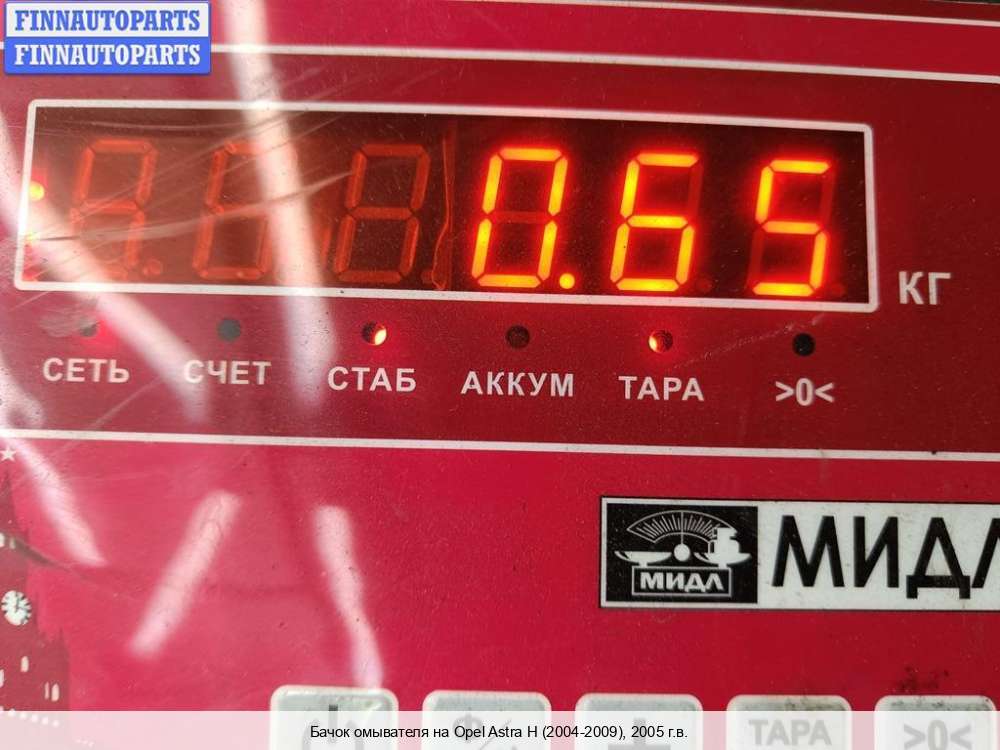 FINNAUTOPARTS
FINNAUTOPARTS
0.65
КГ
СЕТЬ СЧЕТ СТАБ АККУМ ТАРА >0<
МИДЛ
МИДЛ
ТАРА >0<
Бачок омывателя на Opel Astra H (2004-2009), 2005 г.в.